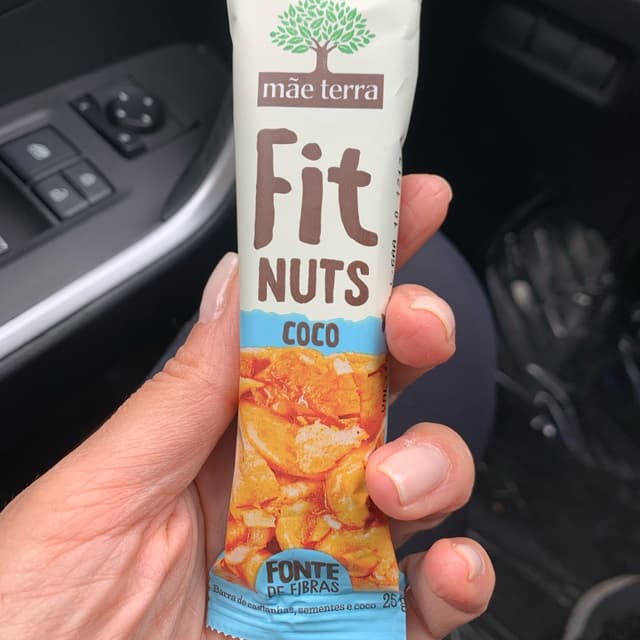 mãe terra
Fit
NUTS
COCO
FONTE
DE FIBRAS
Barra de castanhas, sementes e coco 25g